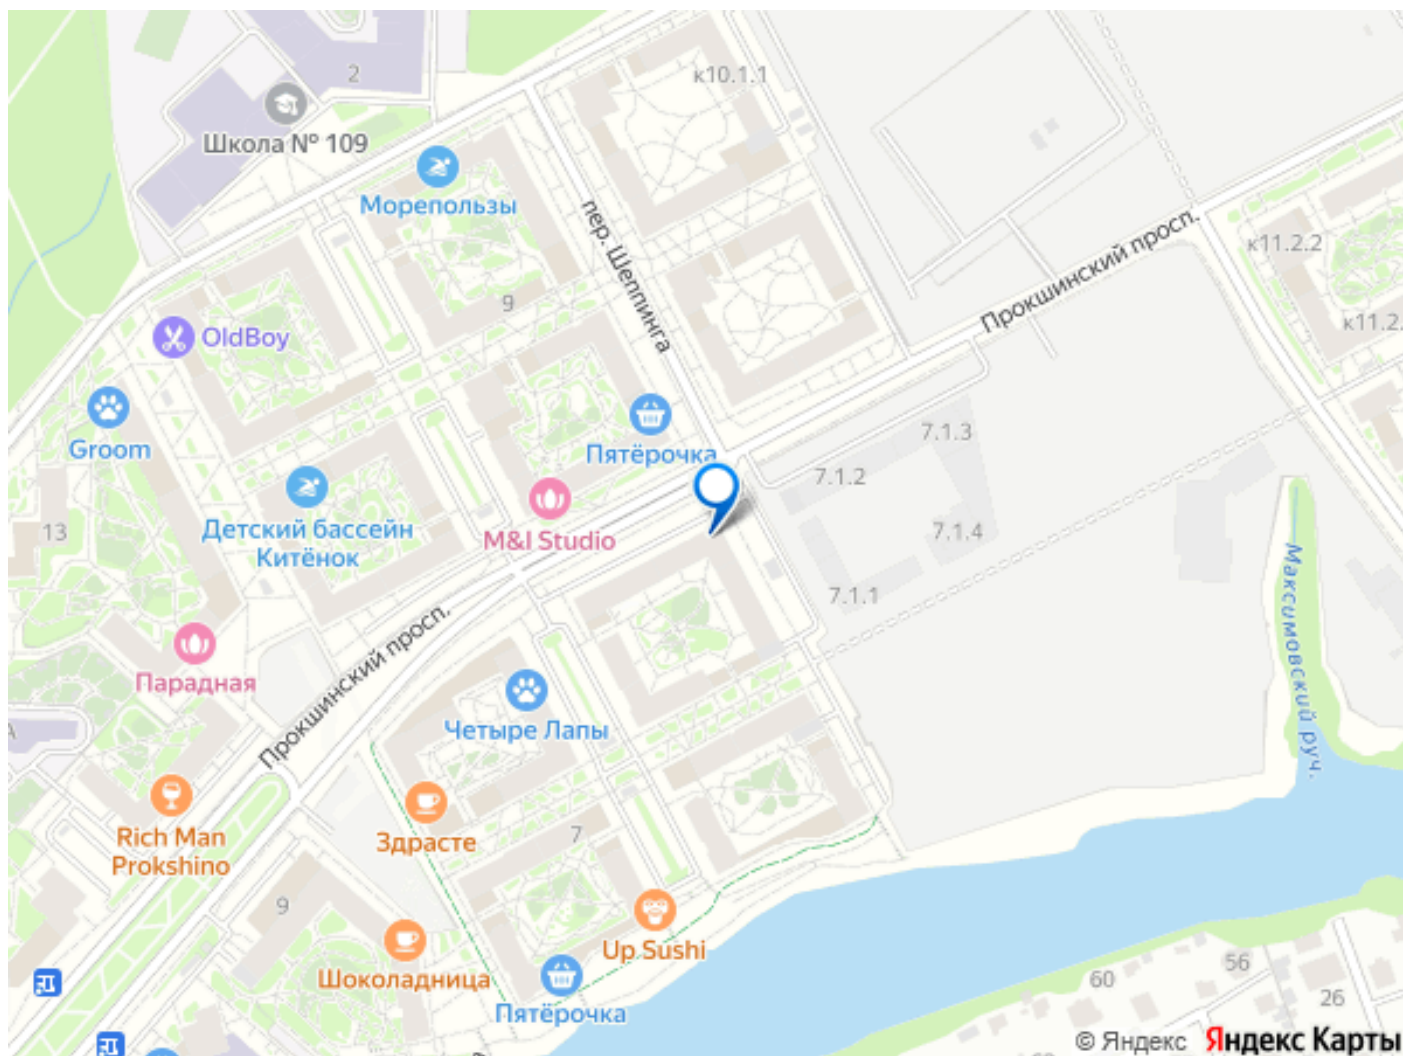 2
к10.1.1
Школа № 109
Морепользы
пер. Шеппинга
Прокшинский просп.
к11.2.2
к11.2.
9
OldBoy
Groom
Пятёрочка
7.1.3
7.1.2
7.1.4
7.1.1
M&I Studio
Детский бассейн
Китёнок
13
Максимовский руч.
Парадная
Прокшинский просп.
Четыре Лапы
Rich Man
Prokshino
Здрасте
7
9
Up Sushi
Шоколадница
Пятёрочка
60
56
26
© Яндекс Яндекс Карты